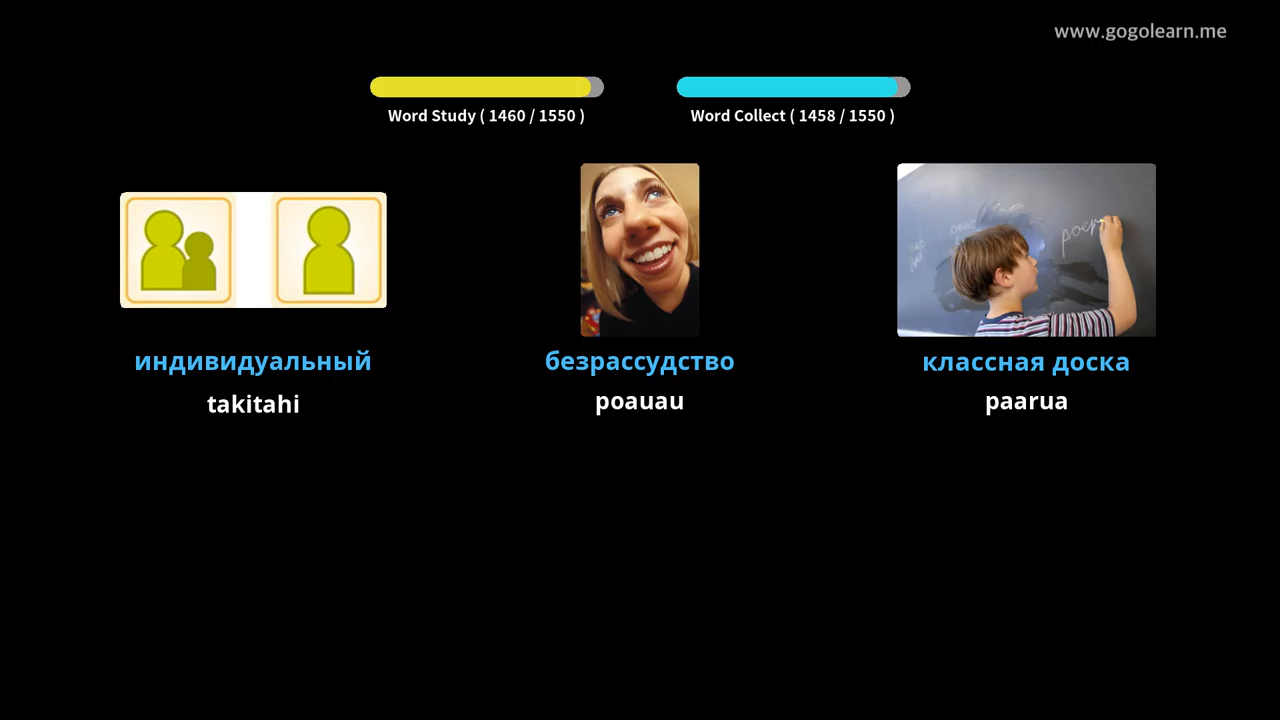 www.gogolearn.me
Word Study ( 1460 / 1550 )
Word Collect ( 1458 / 1550 )
индивидуальный
безрассудство
классная доска
takitahi
poauau
paarua